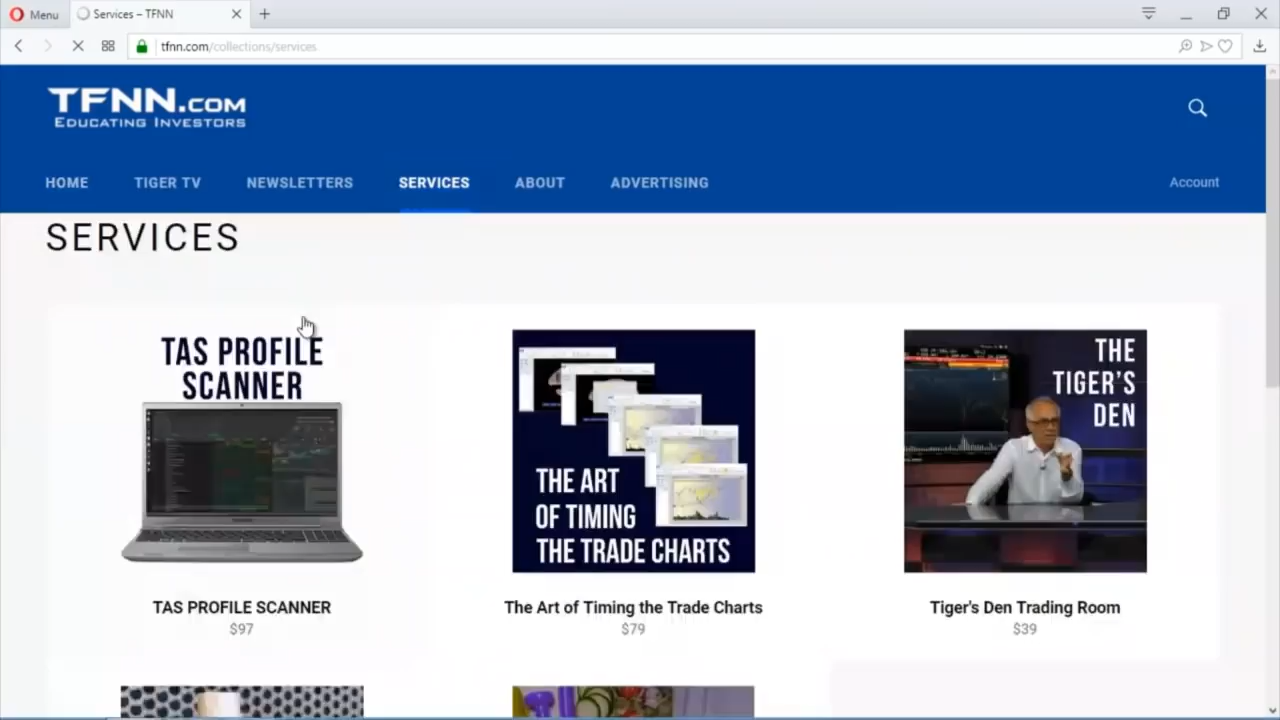 Menu
Services – TFNN
tfnn.com/collections/services
TFNN.COM
EDUCATING INVESTORS
HOME TIGER TV NEWSLETTERS SERVICES ABOUT ADVERTISING Account
SERVICES
TAS PROFILE
SCANNER
THE ART
OF TIMING
THE TRADE CHARTS
THE
TIGER'S
DEN
TAS PROFILE SCANNER
$97
The Art of Timing the Trade Charts
$79
Tiger's Den Trading Room
$39